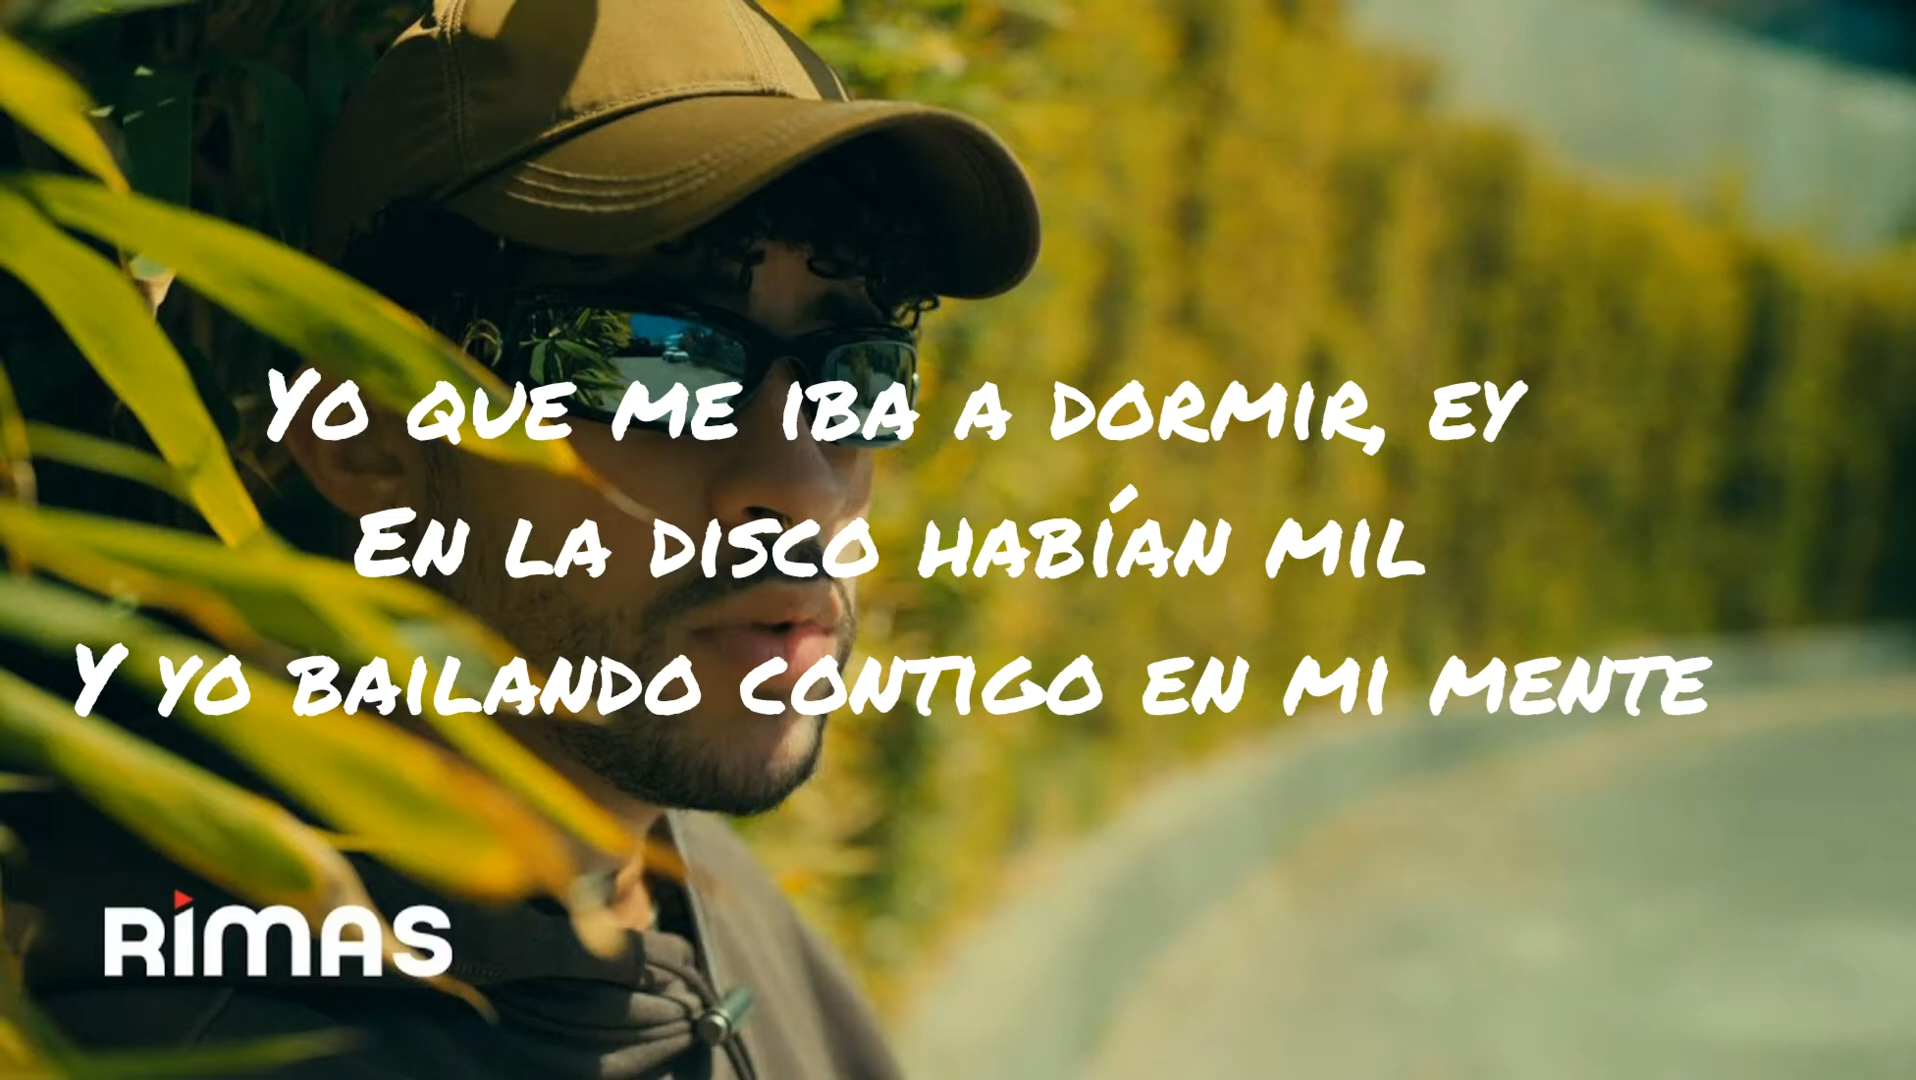 Yo que me iba a dormir, ey
En la disco habían mil
Y yo bailando contigo en mi mente
RIMAS